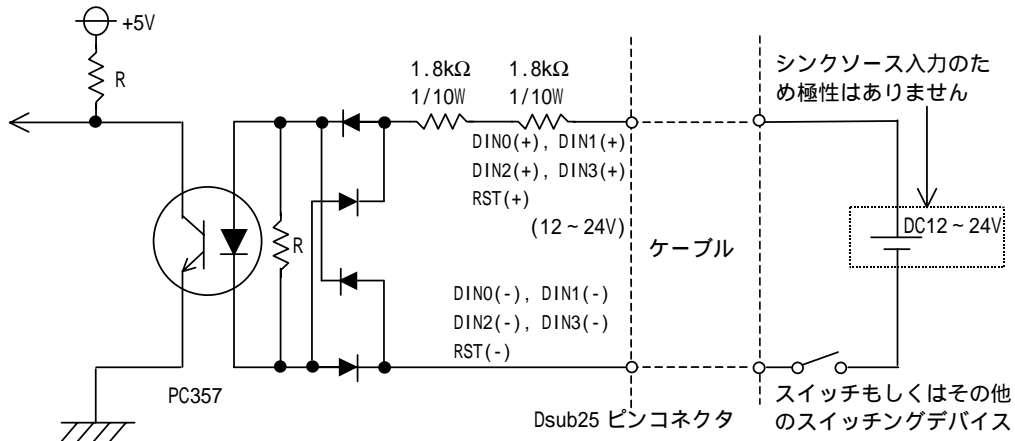 +5V
R
1.8kΩ
1/10W
1.8kΩ
1/10W
シンクソース入力のた
め極性はありません
DIN0(+), DIN1(+)
DIN2(+), DIN3(+)
RST(+)
(12~24V)
DC12~24V
ケーブル
R
DIN0(-), DIN1(-)
DIN2(-), DIN3(-)
RST(-)
PC357
Dsub25 ピンコネクタ
スイッチもしくはその他
のスイッチングデバイス